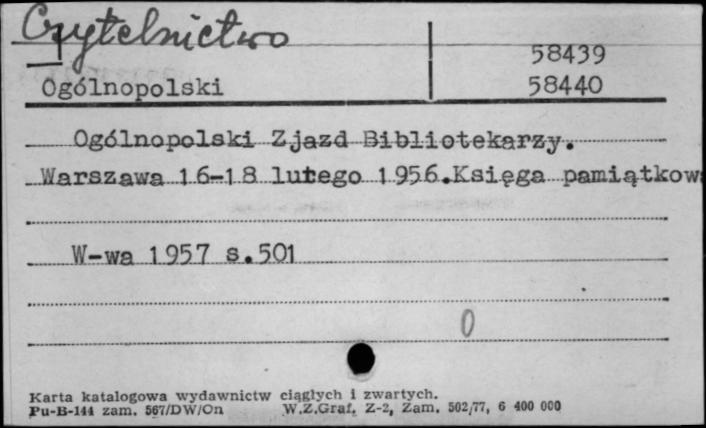 Czytelnictwo
58439
Ogólnopolski
58440
Ogólnopolski Zjazd Bibliotekarzy.
Warszawa 16-18 lutego 1956.Księga pamiątkow
W-wa 1957 s.501
0
Karta katalogowa wydawnictw ciągłych i zwartych.
Pu-B-144 zam. 567/DW/On W.Z.Graf. Z-2, Zam. 502/77, 6 400 000